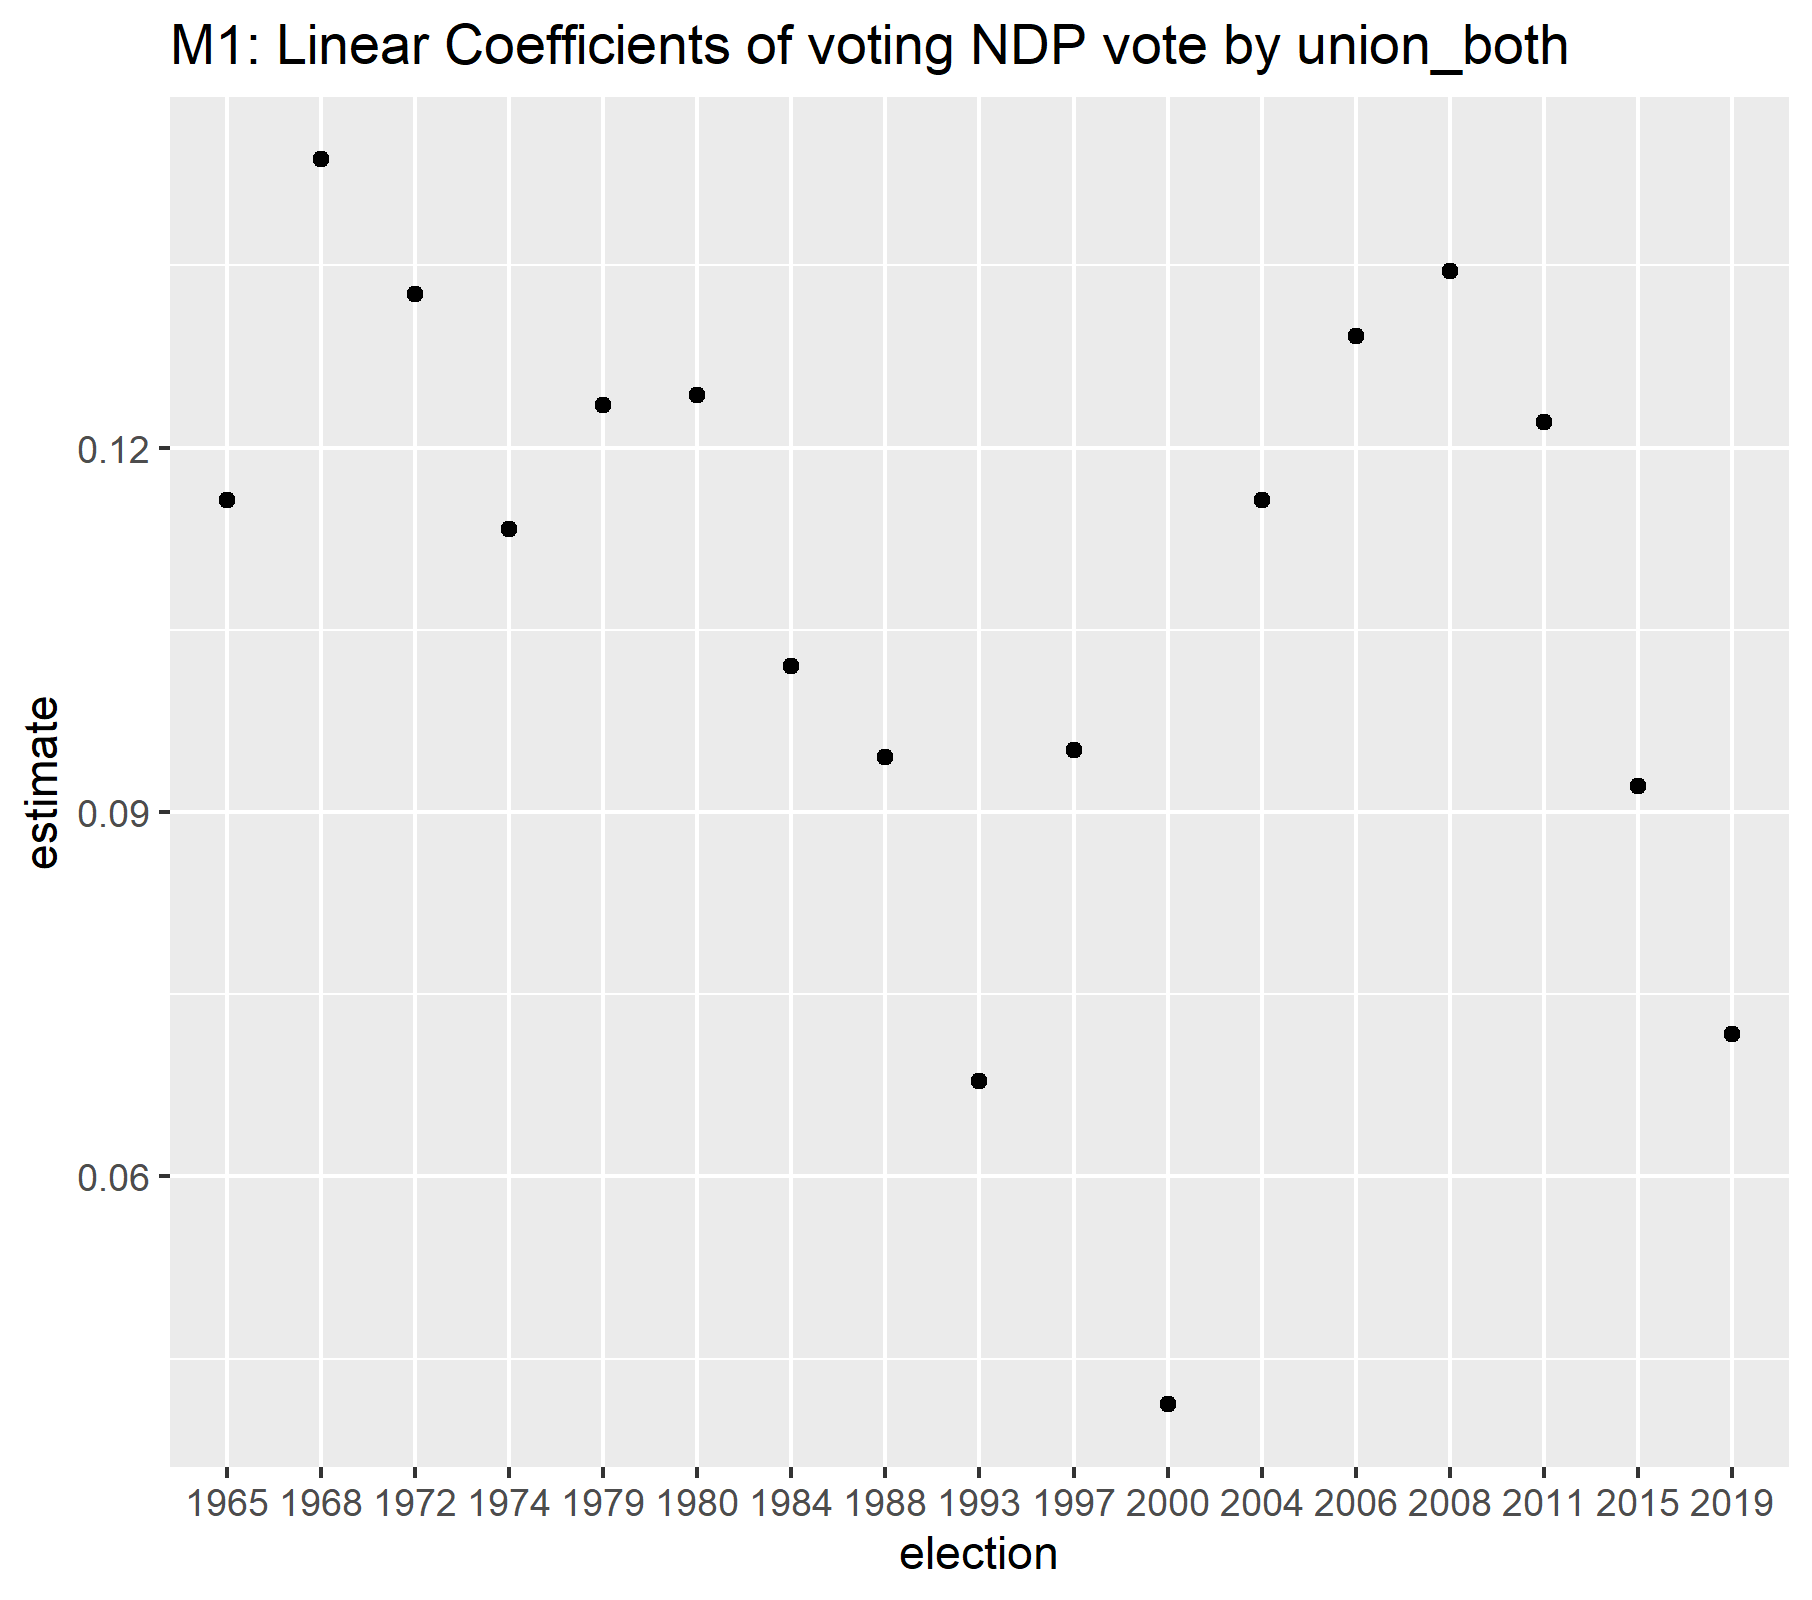 M1: Linear Coefficients of voting NDP vote by union_both
estimate
0.12
0.09
0.06
1965 1968 1972 1974 1979 1980 1984 1988 1993 1997 2000 2004 2006 2008 2011 2015 2019
election